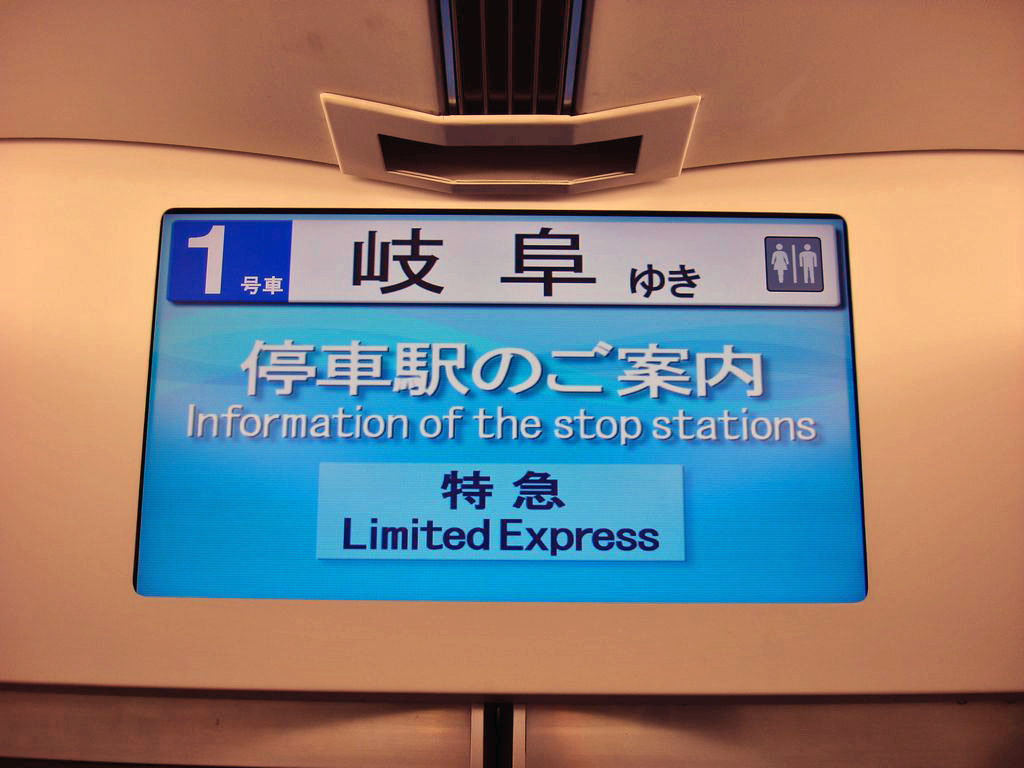 1号車 岐阜 ゆき
停車駅のご案内
Information of the stop stations
特急
Limited Express